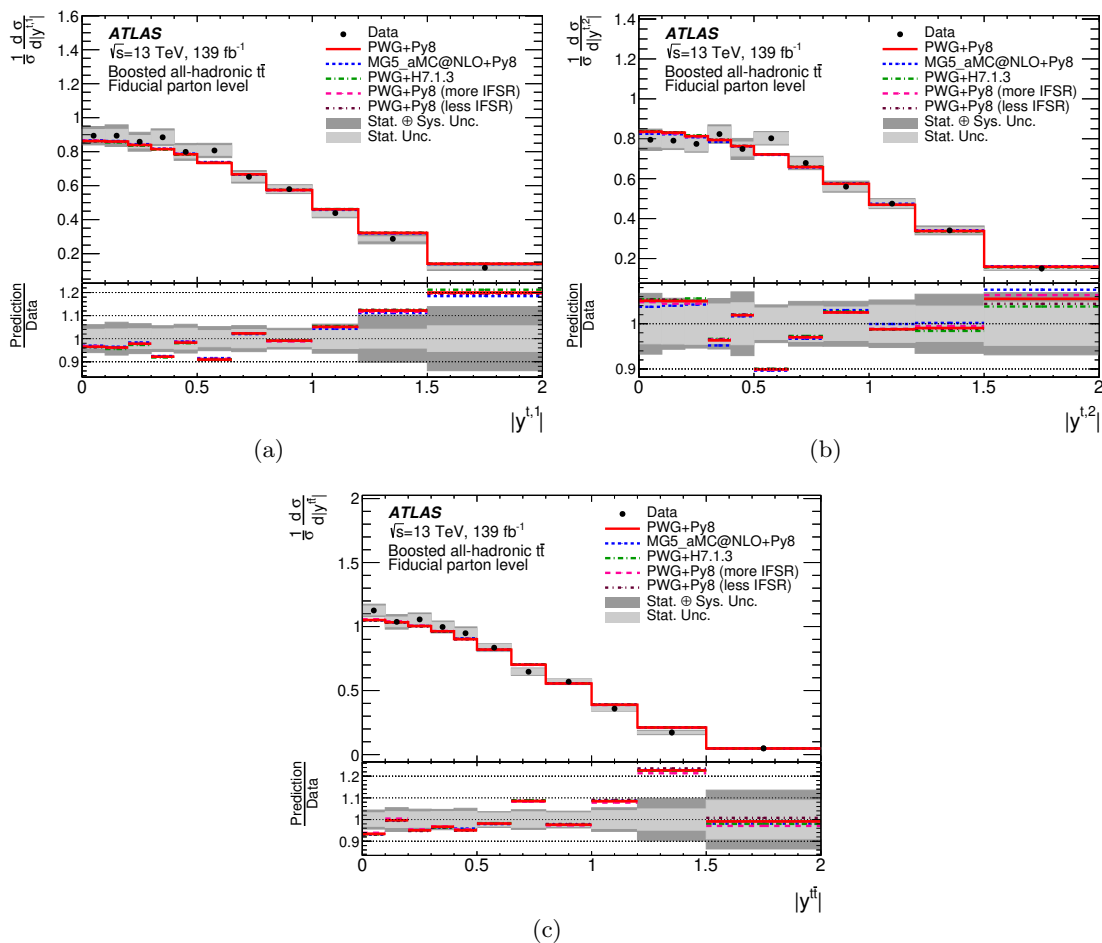 1/σ d σ/d|y^{t,1}|
1.6
1.4
1.2
1
0.8
0.6
0.4
0.2
ATLAS
√s=13 TeV, 139 fb⁻¹
Boosted all-hadronic tt̄
Fiducial parton level
Data
PWG+Py8
MG5_aMC@NLO+Py8
PWG+H7.1.3
PWG+Py8 (more IFSR)
PWG+Py8 (less IFSR)
Stat. ⊕ Sys. Unc.
Stat. Unc.
Prediction
Data
1.2
1.1
1
0.9
0 0.5 1 1.5 2
|y^{t,1}|
(a)
1/σ d σ/d|y^{t,2}|
1.4
1.2
1
0.8
0.6
0.4
0.2
ATLAS
√s=13 TeV, 139 fb⁻¹
Boosted all-hadronic tt̄
Fiducial parton level
Data
PWG+Py8
MG5_aMC@NLO+Py8
PWG+H7.1.3
PWG+Py8 (more IFSR)
PWG+Py8 (less IFSR)
Stat. ⊕ Sys. Unc.
Stat. Unc.
Prediction
Data
1
0.9
0 0.5 1 1.5 2
|y^{t,2}|
(b)
1/σ d σ/d|y^{tt̄}|
2
1.5
1
0.5
0
ATLAS
√s=13 TeV, 139 fb⁻¹
Boosted all-hadronic tt̄
Fiducial parton level
Data
PWG+Py8
MG5_aMC@NLO+Py8
PWG+H7.1.3
PWG+Py8 (more IFSR)
PWG+Py8 (less IFSR)
Stat. ⊕ Sys. Unc.
Stat. Unc.
Prediction
Data
1.2
1.1
1
0.9
0 0.5 1 1.5 2
|y^{tt̄}|
(c)